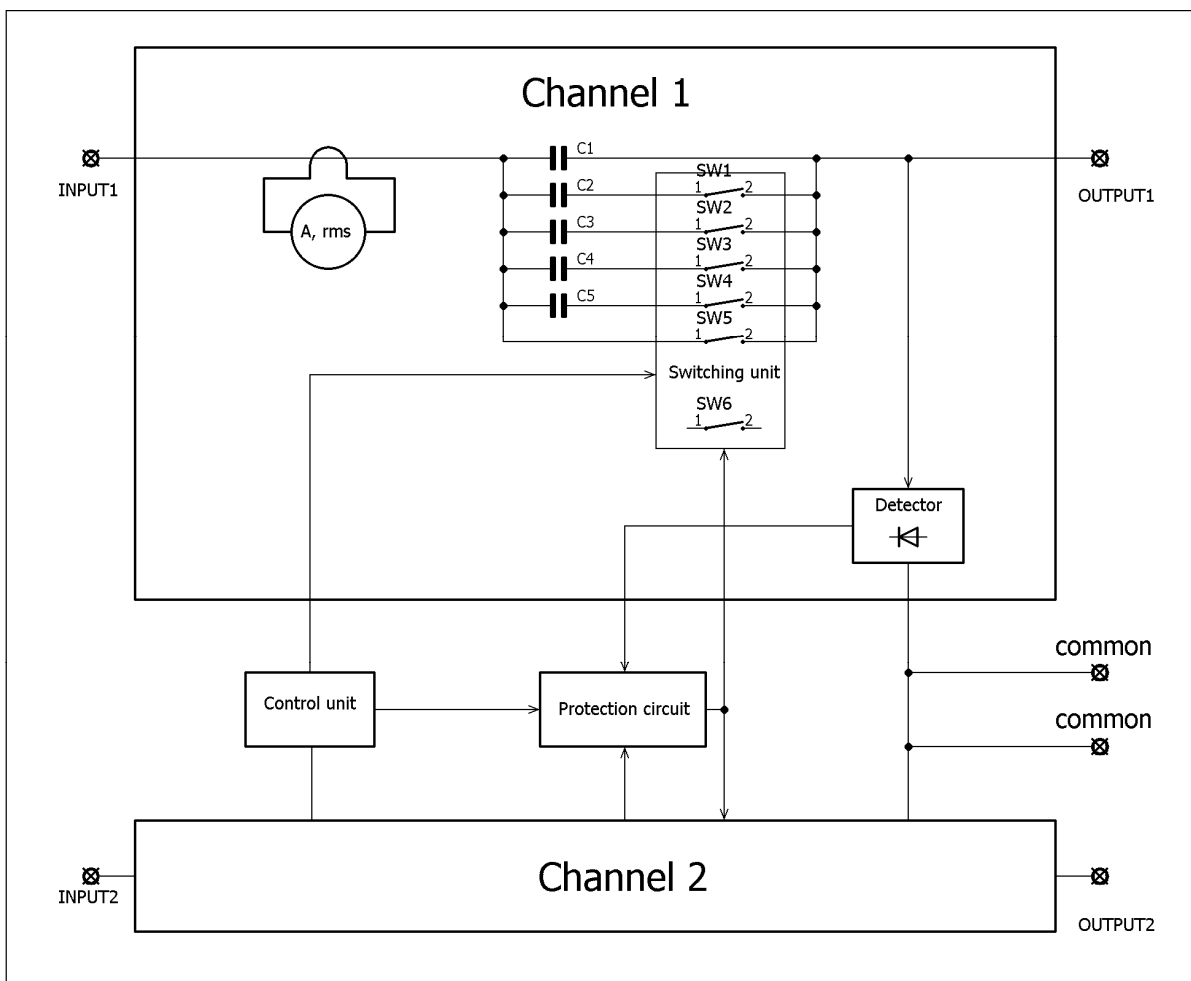 Channel 1
INPUT1
A, rms
C1
C2
C3
C4
C5
SW1
1 2
SW2
1 2
SW3
1 2
SW4
1 2
SW5
1 2
Switching unit
SW6
1 2
OUTPUT1
Detector
common
common
Control unit
Protection circuit
Channel 2
INPUT2
OUTPUT2